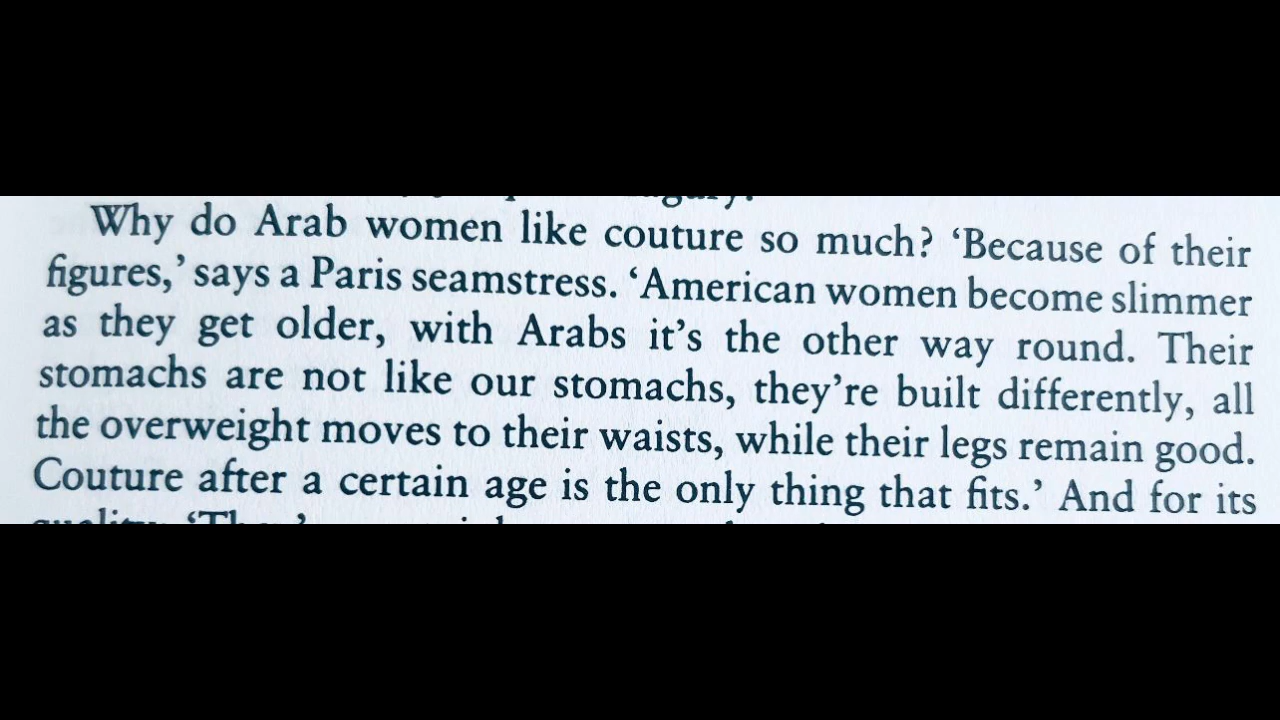 Why do Arab women like couture so much? ‘Because of their
figures,’ says a Paris seamstress. ‘American women become slimmer
as they get older, with Arabs it’s the other way round. Their
stomachs are not like our stomachs, they’re built differently, all
the overweight moves to their waists, while their legs remain good.
Couture after a certain age is the only thing that fits.’ And for its